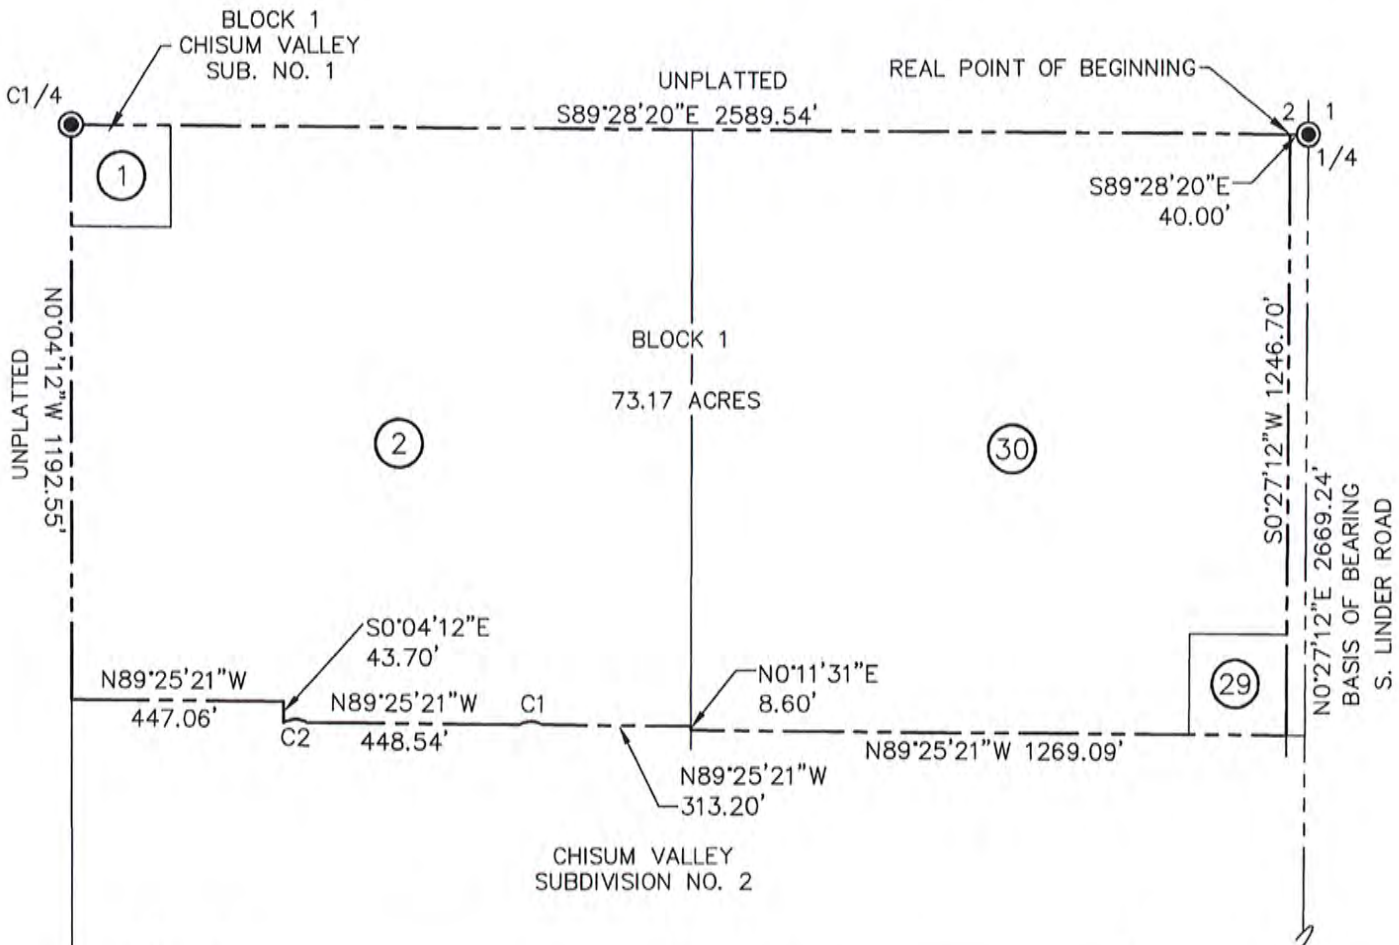 BLOCK 1
CHISUM VALLEY
SUB. NO. 1
C1/4
UNPLATTED
S89°28'20"E 2589.54'
REAL POINT OF BEGINNING
2
1
1/4
S89°28'20"E
40.00'
1
BLOCK 1
73.17 ACRES
2
30
UNPLATTED
N0°04'12"W 1192.55'
S0°27'12"W 1246.70'
N0°27'12"E 2669.24'
BASIS OF BEARING
S. LINDER ROAD
S0°04'12"E
43.70'
N89°25'21"W
447.06'
C2
N89°25'21"W
448.54'
C1
N0°11'31"E
8.60'
29
N89°25'21"W 1269.09'
N89°25'21"W
313.20'
CHISUM VALLEY
SUBDIVISION NO. 2